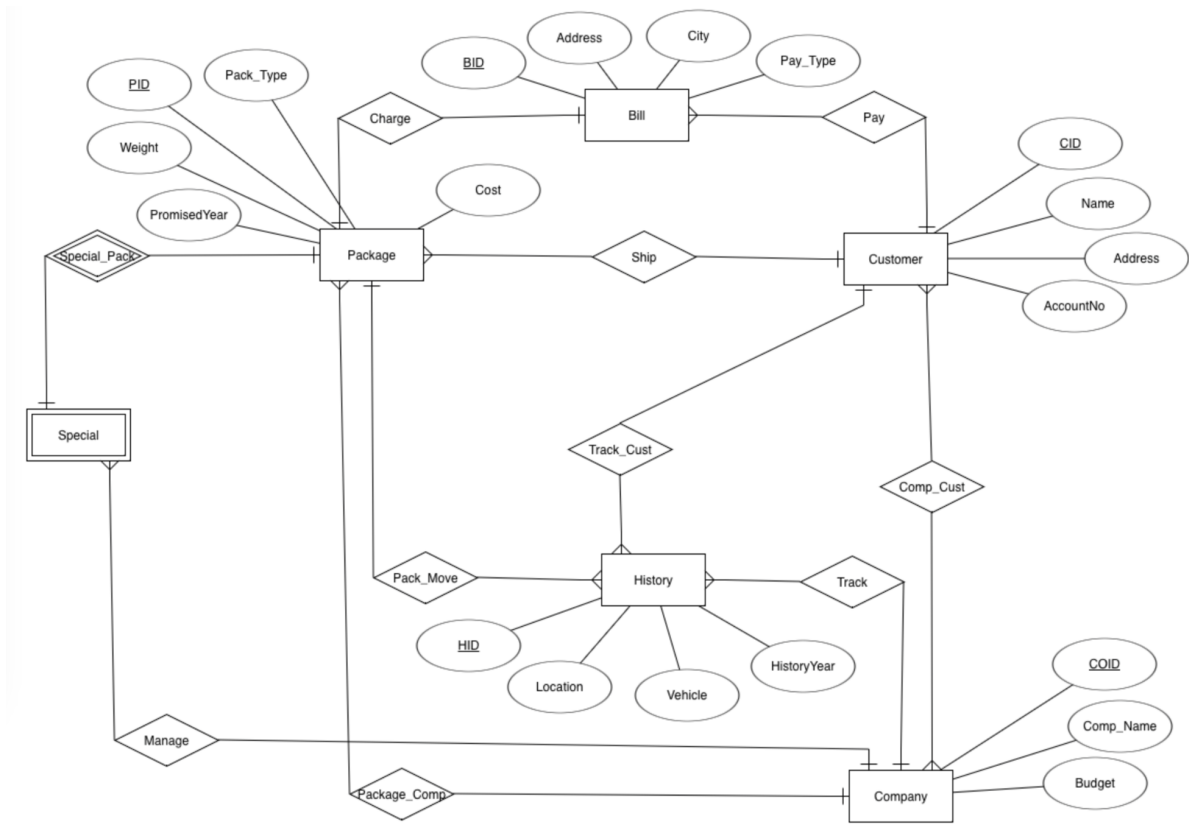 Address
City
BID
Pay_Type
Pack_Type
PID
Charge
Bill
Pay
Weight
CID
Cost
Name
PromisedYear
Special_Pack
Package
Ship
Customer
Address
AccountNo
Special
Track_Cust
Comp_Cust
Pack_Move
History
Track
HID
Location
Vehicle
HistoryYear
COID
Comp_Name
Manage
Budget
Package_Comp
Company